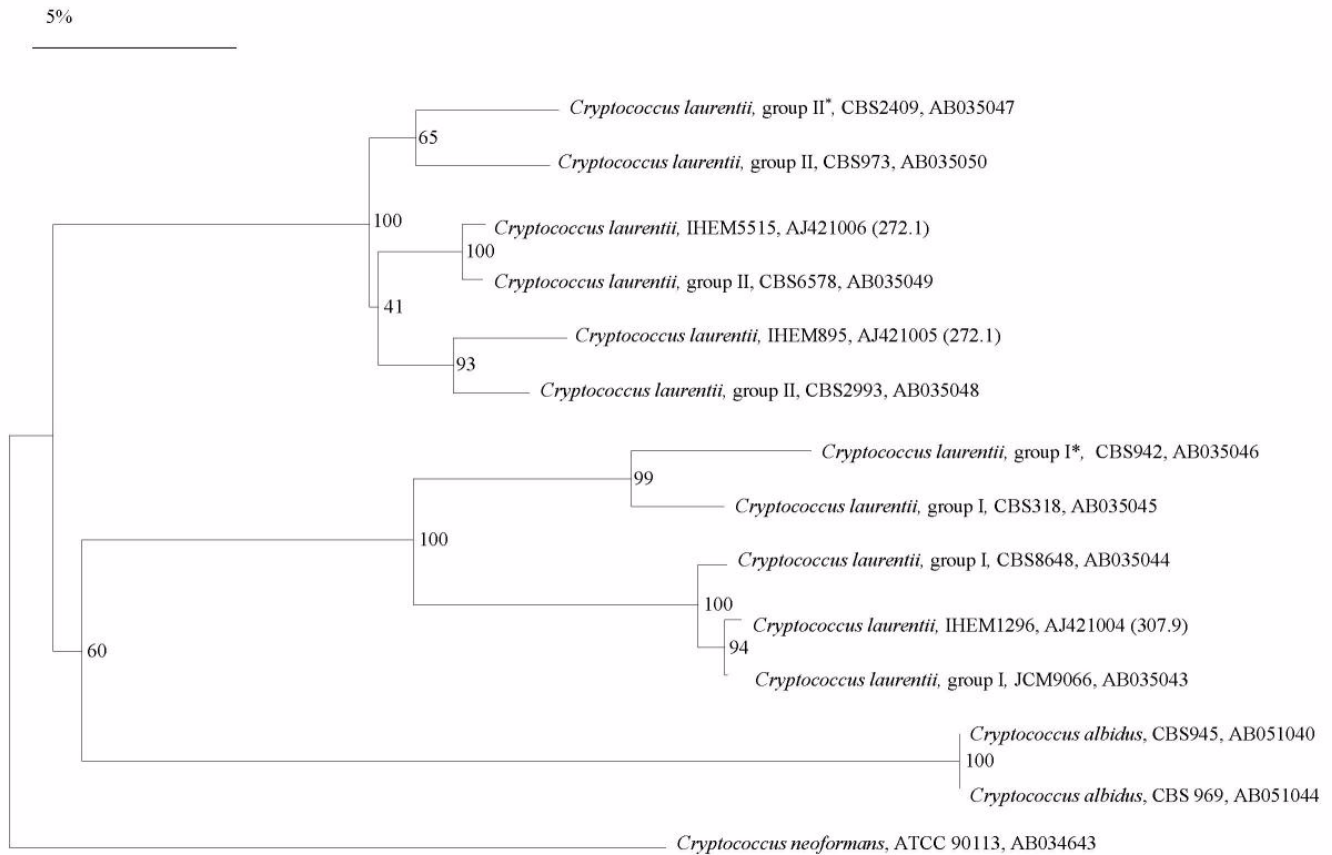 5%
Cryptococcus laurentii, group II*, CBS2409, AB035047
65
Cryptococcus laurentii, group II, CBS973, AB035050
100
Cryptococcus laurentii, IHEM5515, AJ421006 (272.1)
100
Cryptococcus laurentii, group II, CBS6578, AB035049
41
Cryptococcus laurentii, IHEM895, AJ421005 (272.1)
93
Cryptococcus laurentii, group II, CBS2993, AB035048
Cryptococcus laurentii, group I*, CBS942, AB035046
99
Cryptococcus laurentii, group I, CBS318, AB035045
100
Cryptococcus laurentii, group I, CBS8648, AB035044
100
Cryptococcus laurentii, IHEM1296, AJ421004 (307.9)
94
60
Cryptococcus laurentii, group I, JCM9066, AB035043
Cryptococcus albidus, CBS945, AB051040
100
Cryptococcus albidus, CBS 969, AB051044
Cryptococcus neoformans, ATCC 90113, AB034643